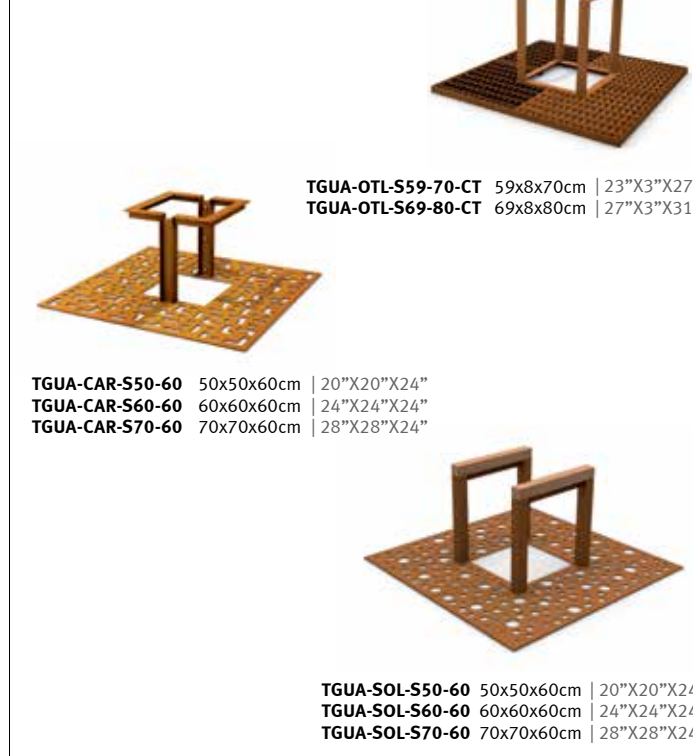 TGUA-OTL-S59-70-CT 59x8x70cm | 23”X3”X27
TGUA-OTL-S69-80-CT 69x8x80cm | 27”X3”X31
TGUA-CAR-S50-60 50x50x60cm | 20”X20”X24”
TGUA-CAR-S60-60 60x60x60cm | 24”X24”X24”
TGUA-CAR-S70-60 70x70x60cm | 28”X28”X24”
TGUA-SOL-S50-60 50x50x60cm | 20”X20”X24
TGUA-SOL-S60-60 60x60x60cm | 24”X24”X24
TGUA-SOL-S70-60 70x70x60cm | 28”X28”X24